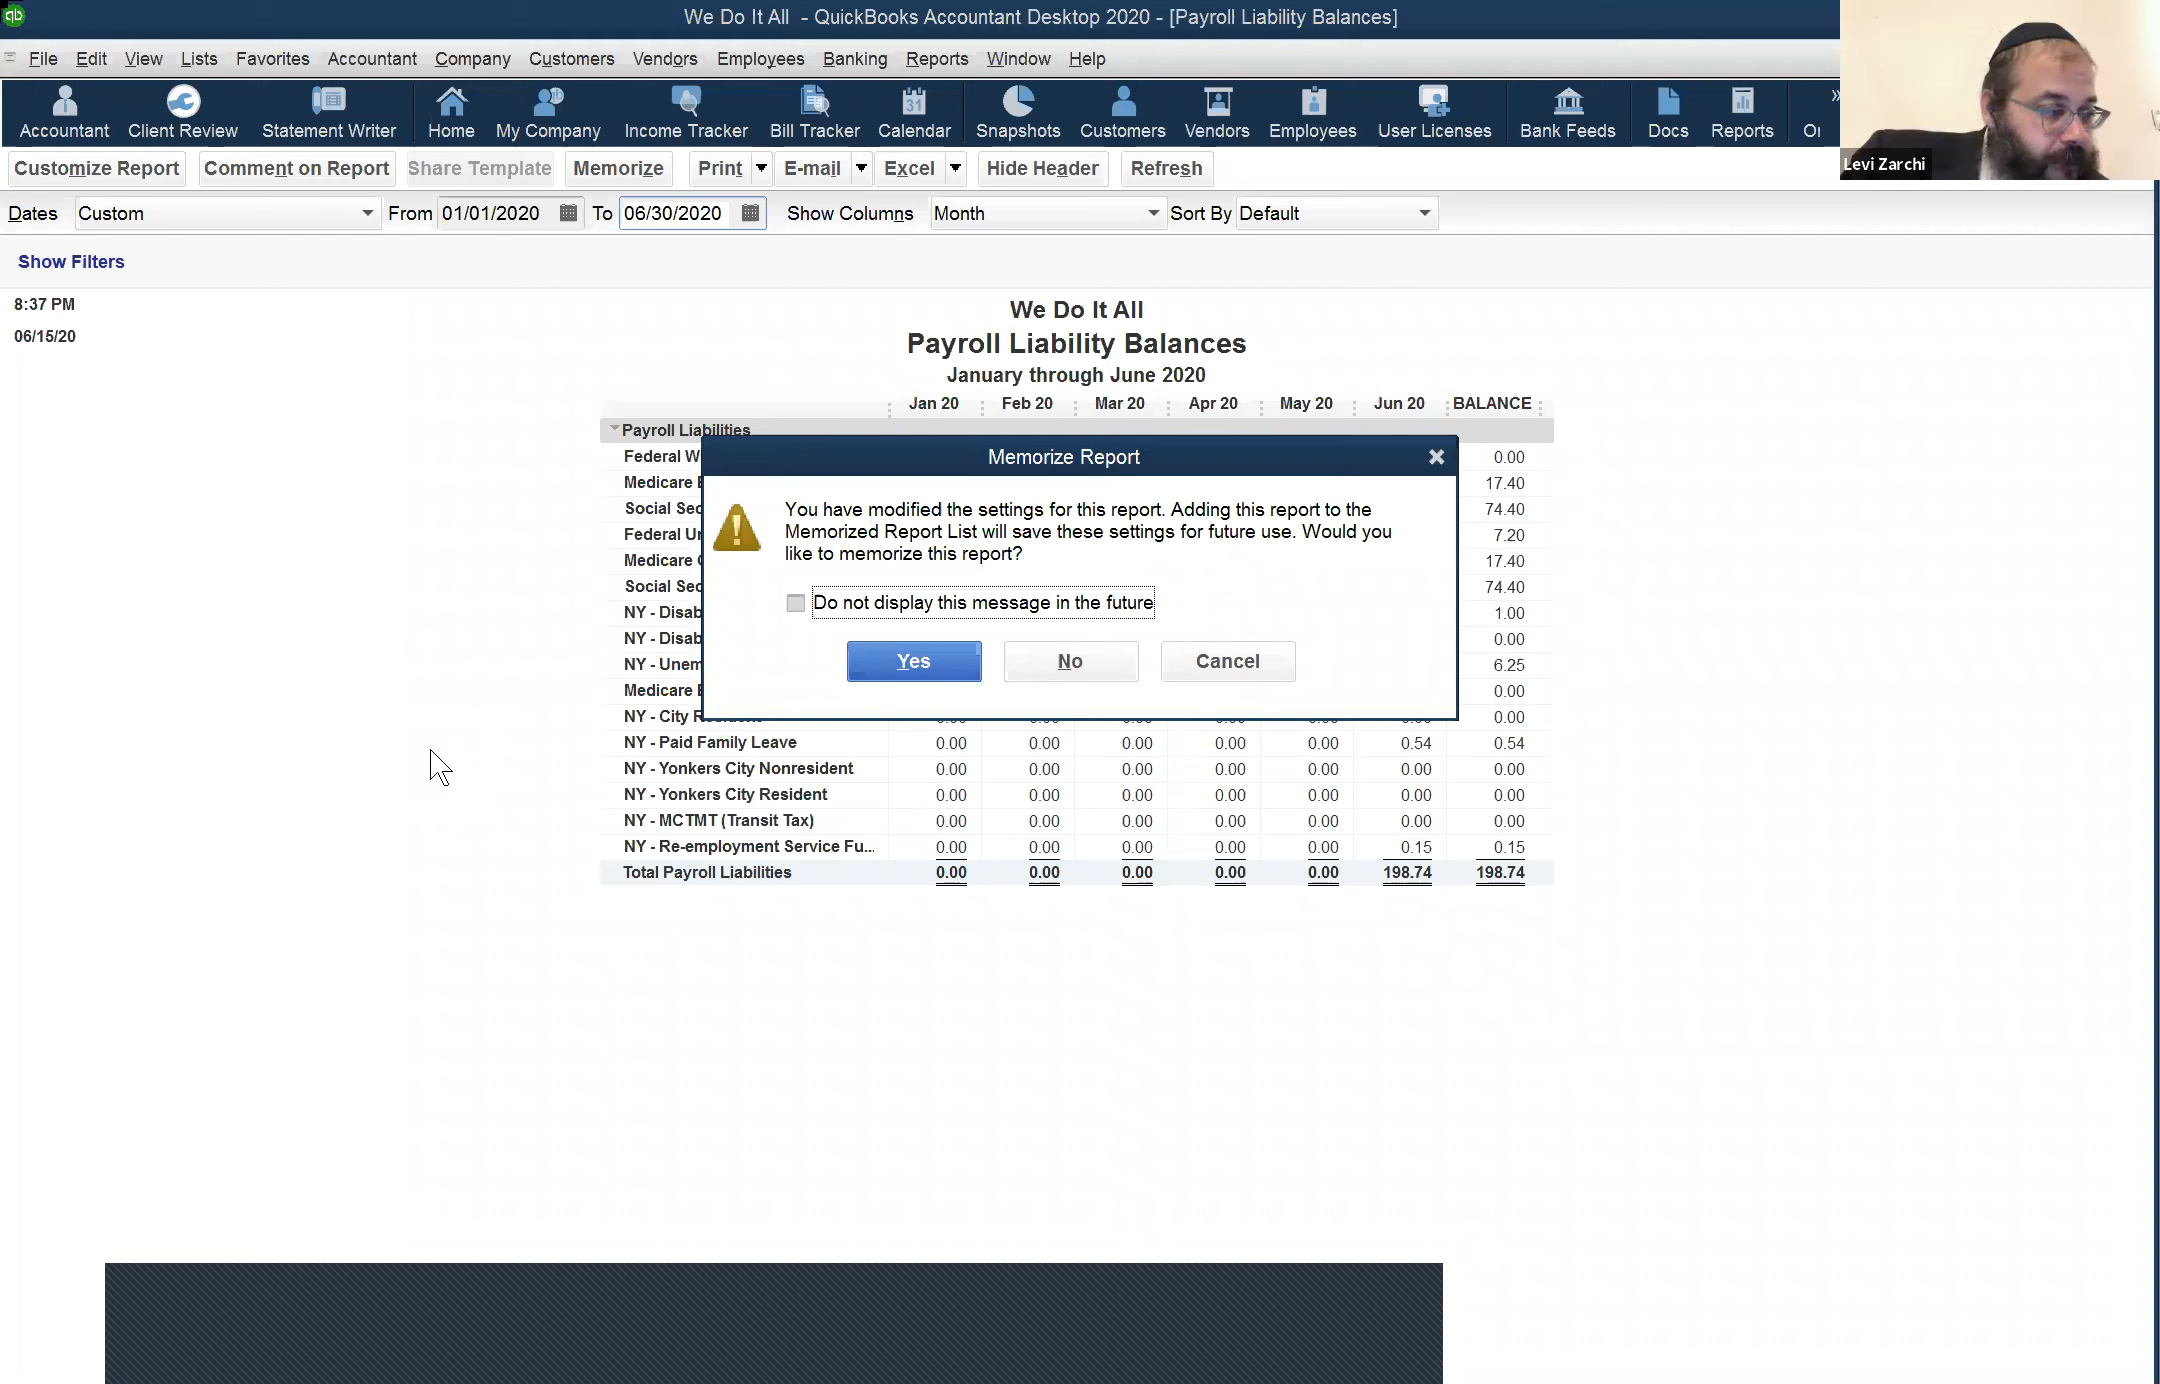 We Do It All - QuickBooks Accountant Desktop 2020 - [Payroll Liability Balances]
File Edit View Lists Favorites Accountant Company Customers Vendors Employees Banking Reports Window Help
Accountant Client Review Statement Writer Home My Company Income Tracker Bill Tracker Calendar Snapshots Customers Vendors Employees User Licenses Bank Feeds Docs Reports
Levi Zarchi
Customize Report Comment on Report Share Template Memorize Print E-mail Excel Hide Header Refresh
Dates Custom From 01/01/2020 To 06/30/2020 Show Columns Month Sort By Default
Show Filters
8:37 PM
06/15/20
We Do It All
Payroll Liability Balances
January through June 2020
Jan 20 Feb 20 Mar 20 Apr 20 May 20 Jun 20 BALANCE
Payroll Liabilities
Federal W 0.00
Medicare 17.40
Social Sec 74.40
Federal Un 7.20
Medicare 17.40
Social Sec 74.40
NY - Disab 1.00
NY - Disab 0.00
NY - Unem 6.25
Medicare 0.00
NY - City 0.00
NY - Paid Family Leave 0.00 0.00 0.00 0.00 0.00 0.54 0.54
NY - Yonkers City Nonresident 0.00 0.00 0.00 0.00 0.00 0.00 0.00
NY - Yonkers City Resident 0.00 0.00 0.00 0.00 0.00 0.00 0.00
NY - MCTMT (Transit Tax) 0.00 0.00 0.00 0.00 0.00 0.00 0.00
NY - Re-employment Service Fu... 0.00 0.00 0.00 0.00 0.00 0.15 0.15
Total Payroll Liabilities 0.00 0.00 0.00 0.00 0.00 198.74 198.74
Memorize Report
You have modified the settings for this report. Adding this report to the
Memorized Report List will save these settings for future use. Would you
like to memorize this report?
Do not display this message in the future
Yes No Cancel